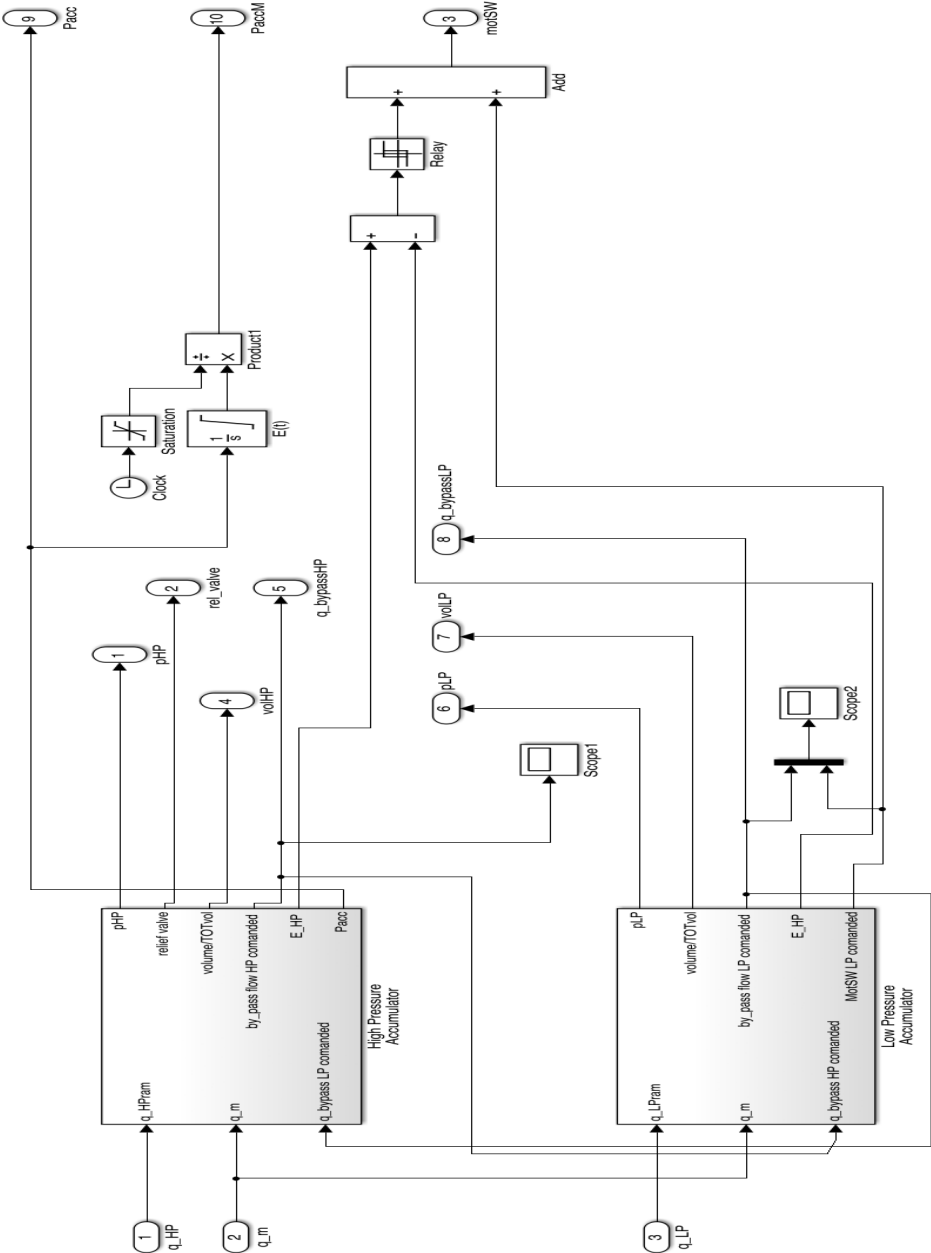 1
q_HP
2
q_m
3
q_LP
q_HPram
q_m
q_bypass LP comanded
pHP
relief valve
volume/TOTvol
by_pass flow HP comanded
E_HP
Pacc
High Pressure
Accumulator
q_LPram
q_m
q_bypass HP comanded
pLP
volume/TOTvol
by_pass flow LP comanded
E_HP
MotSW LP comanded
Low Pressure
Accumulator
1
pHP
2
rel_valve
4
volHP
5
q_bypassHP
Scope1
6
pLP
7
volLP
8
q_bypassLP
Scope2
Clock
Saturation
1
s
E(t)
÷
X
Product1
+
-
Relay
+
+
Add
9
Pacc
10
PaccM
3
motSW